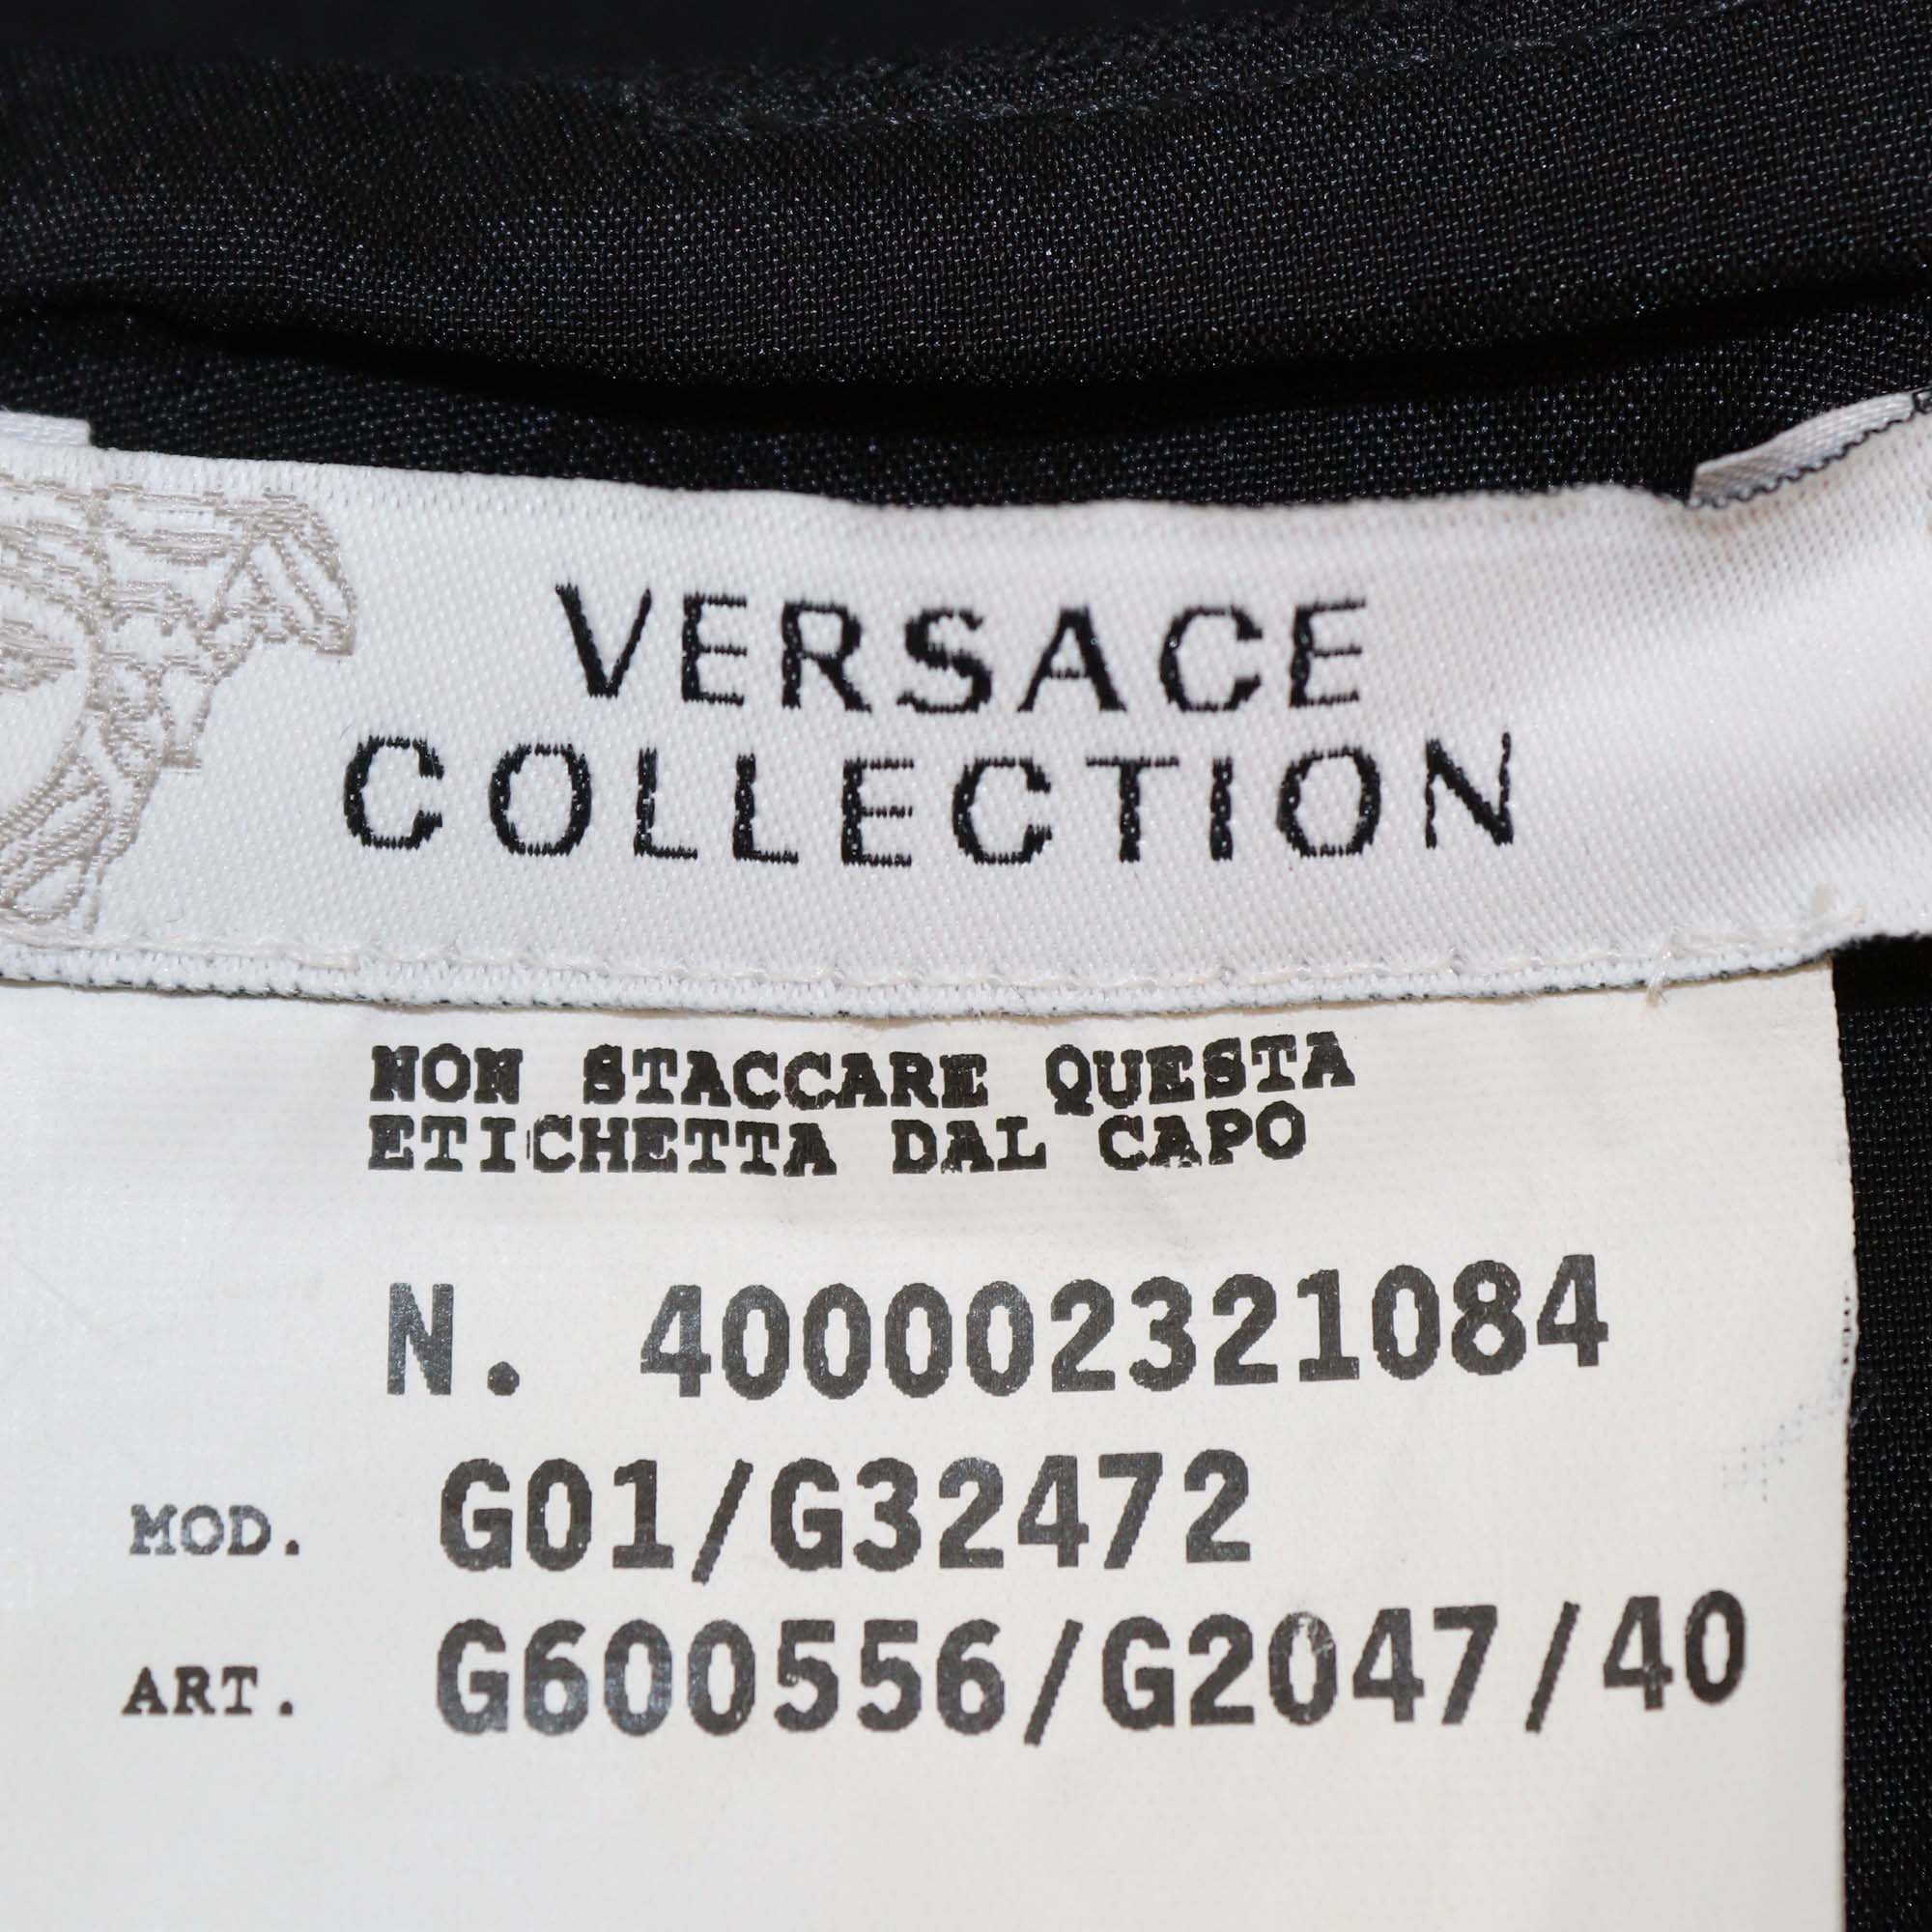 VERSACE
COLLECTION
NON STACCARE QUESTA
ETICHETTA DAL CAPO
N. 400002321084
MOD. G01/G32472
ART. G600556/G2047/40